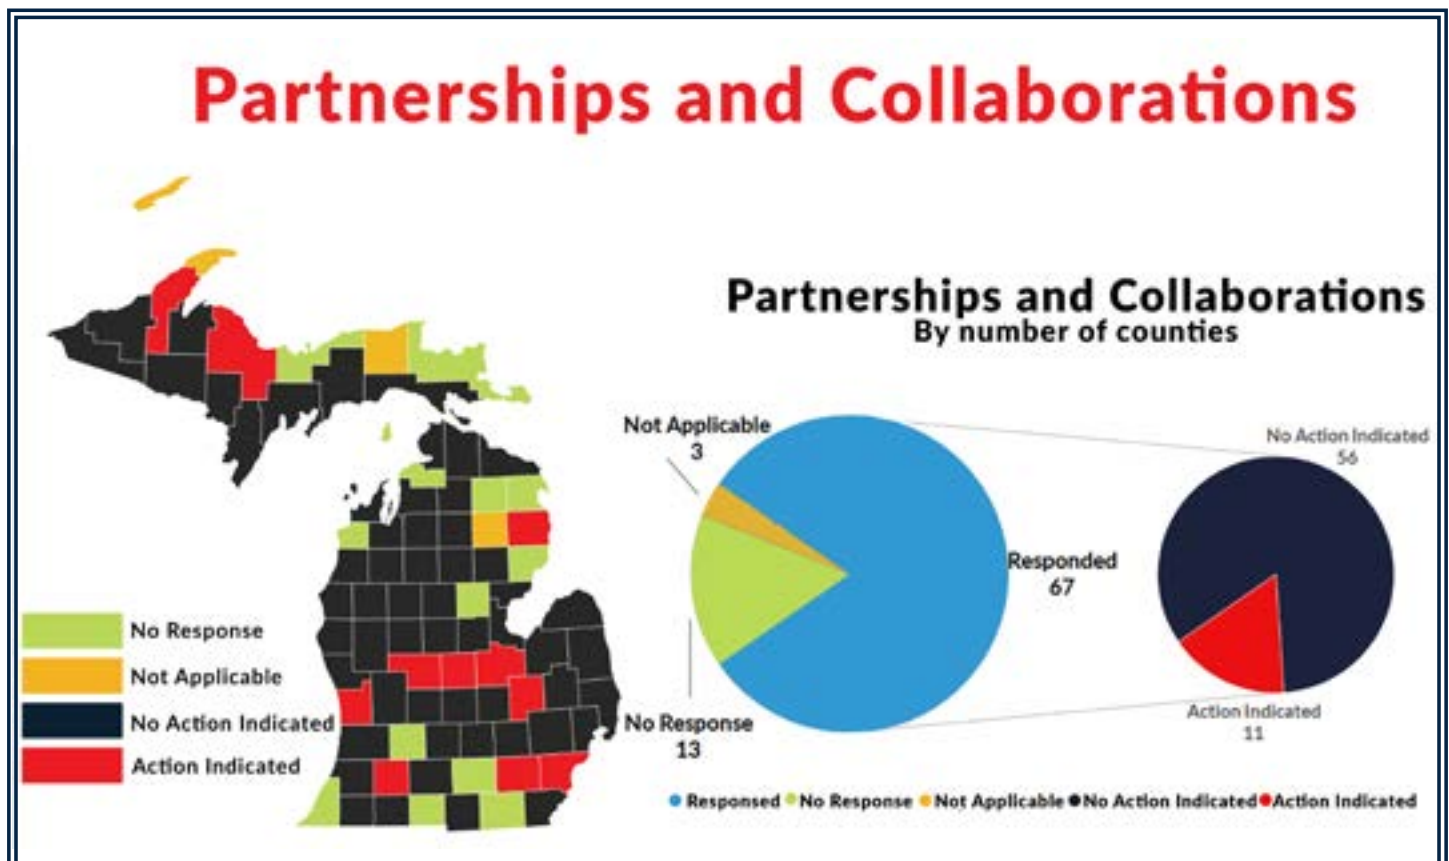 Partnerships and Collaborations
Partnerships and Collaborations
By number of counties
Not Applicable
3
No Action Indicated
56
Responded
67
No Response
Not Applicable
No Action Indicated
Action Indicated
No Response
13
Action Indicated
11
Responsed No Response Not Applicable No Action Indicated Action Indicated